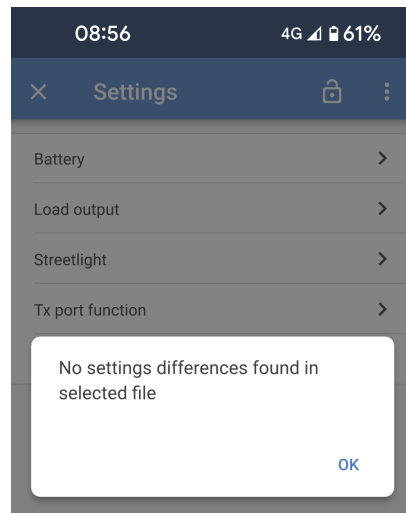 08:56 4G 61%
Settings
Battery
Load output
Streetlight
Tx port function
No settings differences found in
selected file
OK